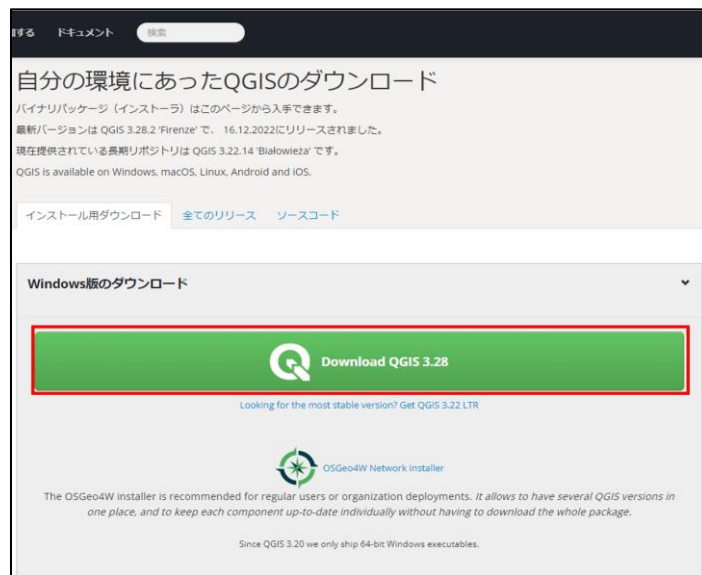 する ドキュメント 検索
自分の環境にあったQGISのダウンロード
バイナリパッケージ（インストーラ）はこのページから入手できます。
最新バージョンは QGIS 3.28.2 'Firenze' で、 16.12.2022にリリースされました。
現在提供されている長期リポジトリは QGIS 3.22.14 'Białowieża' です。
QGIS is available on Windows, macOS, Linux, Android and iOS.
インストール用ダウンロード 全てのリリース ソースコード
Windows版のダウンロード
Download QGIS 3.28
Looking for the most stable version? Get QGIS 3.22 LTR
OSGeo4W Network Installer
The OSGeo4W installer is recommended for regular users or organization deployments. It allows to have several QGIS versions in
one place, and to keep each component up-to-date individually without having to download the whole package.
Since QGIS 3.20 we only ship 64-bit Windows executables.